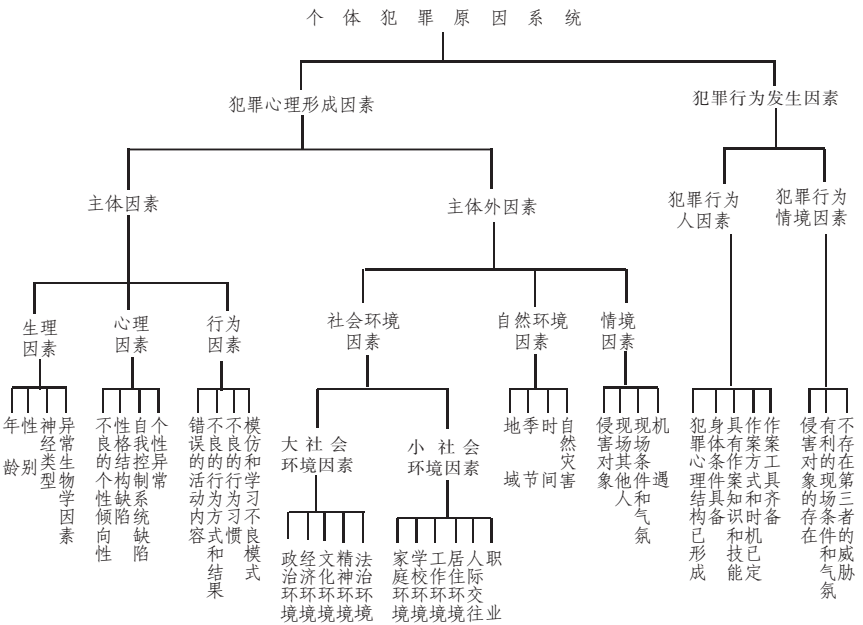 个体犯罪原因系统
犯罪心理形成因素
犯罪行为发生因素
主体因素
主体外因素
犯罪行为
人因素
犯罪行为
情境因素
生理
因素
心理
因素
行为
因素
社会环境
因素
自然环境
因素
情境
因素
大社会
环境因素
小社会
环境因素
年龄
性别
神经类型
异常生物学因素
不良的个性倾向性
性格结构缺陷
自我控制系统缺陷
个性异常
错误的活动内容
不良的行为方式和结果
不良的行为习惯
模仿和学习不良模式
政治环境
经济环境
文化环境
精神环境
法治环境
家庭环境
学校环境
工作环境
居住环境
人际交往
职业
地域
季节
时间
自然灾害
侵害对象
现场其他人
现场条件和气氛
机遇
犯罪心理结构已形成
身体条件具备
具有作案知识和技能
作案方式和时机已定
作案工具齐备
侵害对象的存在
有利的现场条件和气氛
不存在第三者的威胁